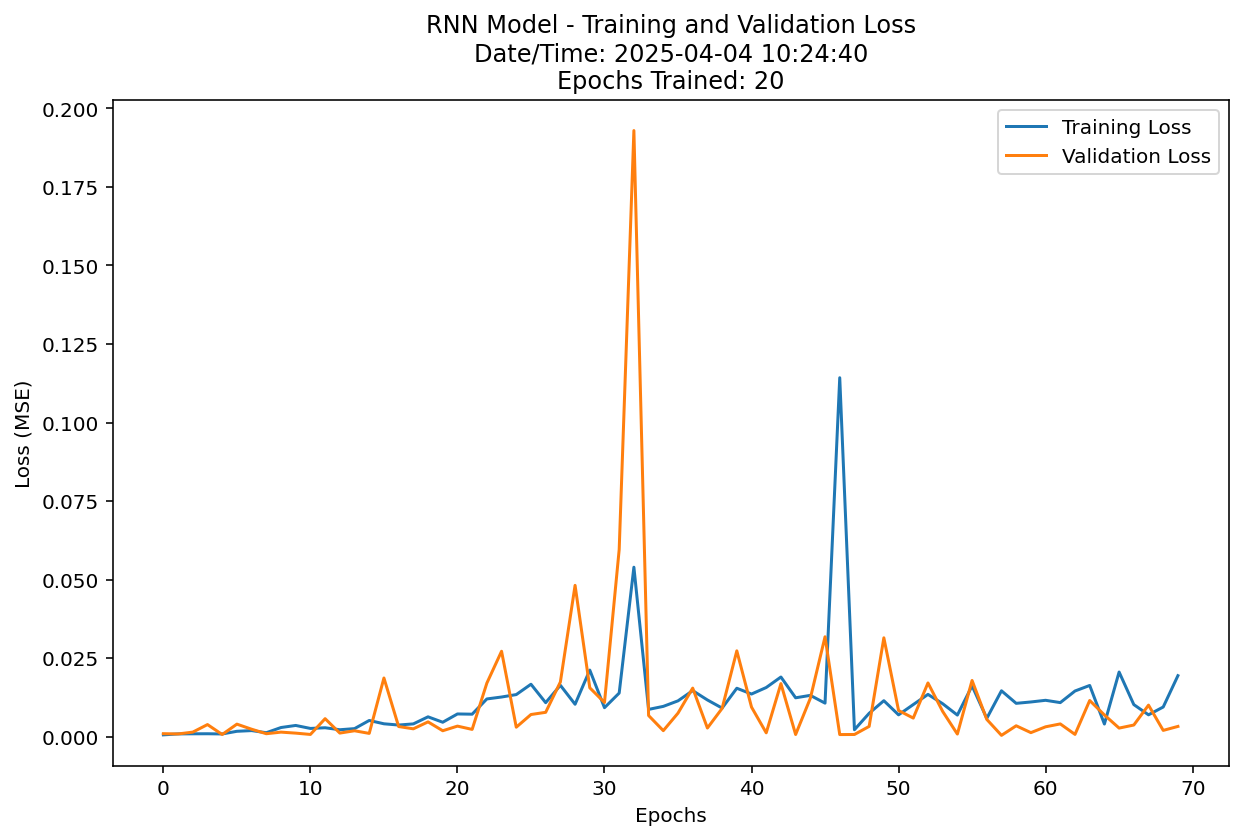 RNN Model - Training and Validation Loss
Date/Time: 2025-04-04 10:24:40
Epochs Trained: 20
Training Loss
Validation Loss
Loss (MSE)
0.200
0.175
0.150
0.125
0.100
0.075
0.050
0.025
0.000
0 10 20 30 40 50 60 70
Epochs